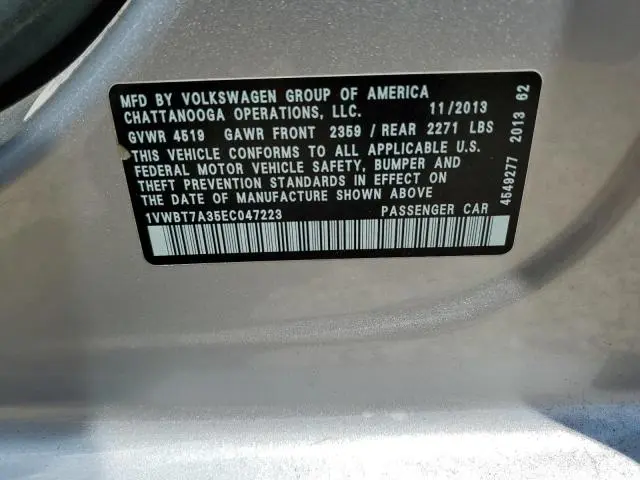 MFD BY VOLKSWAGEN GROUP OF AMERICA
CHATTANOOGA OPERATIONS, LLC. 11/2013
GVWR 4519 GAWR FRONT 2359 / REAR 2271 LBS
THIS VEHICLE CONFORMS TO ALL APPLICABLE U.S.
FEDERAL MOTOR VEHICLE SAFETY, BUMPER AND
THEFT PREVENTION STANDARDS IN EFFECT ON
THE DATE OF MANUFACTURE SHOWN ABOVE
1VWBT7A35EC047223 PASSENGER CAR
4549277 2013 62